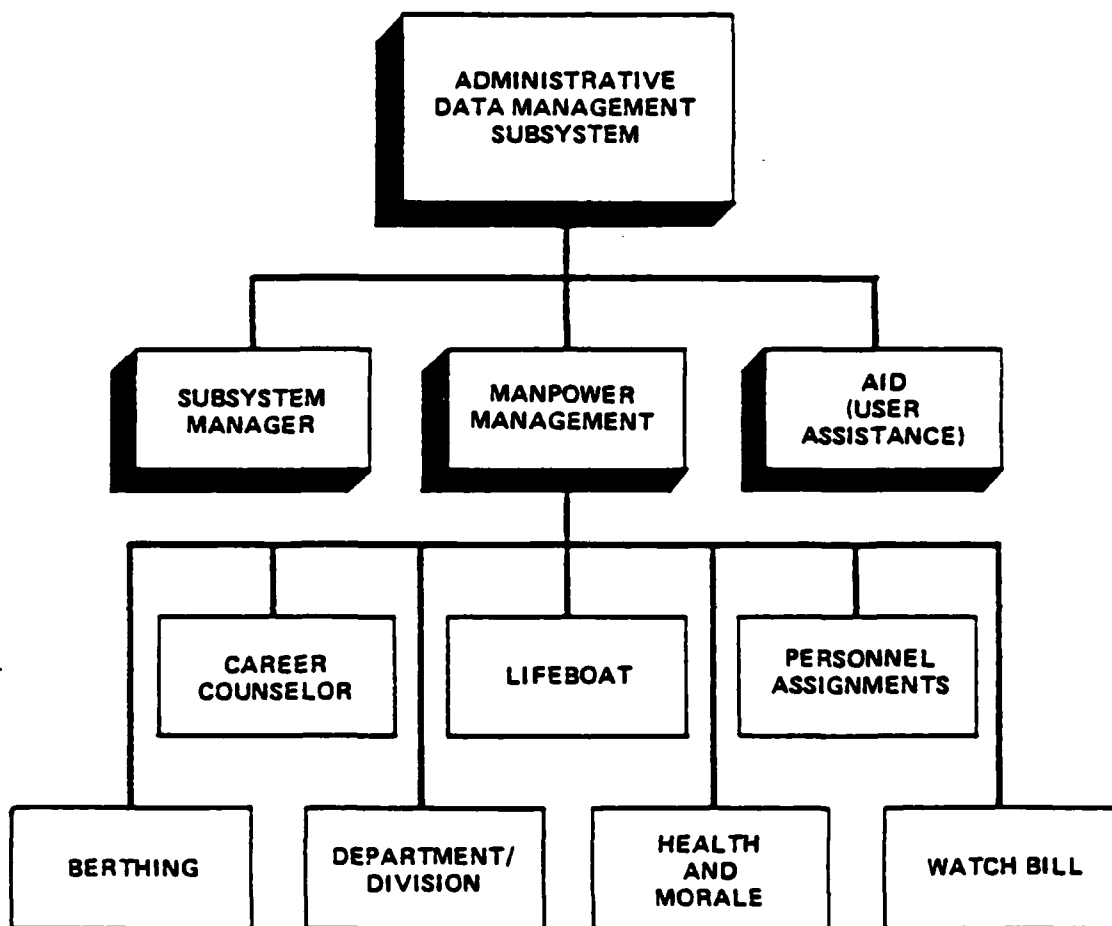 ADMINISTRATIVE
DATA MANAGEMENT
SUBSYSTEM
SUBSYSTEM
MANAGER
MANPOWER
MANAGEMENT
AID
(USER
ASSISTANCE)
CAREER
COUNSELOR
LIFEBOAT
PERSONNEL
ASSIGNMENTS
BERTHING
DEPARTMENT/
DIVISION
HEALTH
AND
MORALE
WATCH BILL